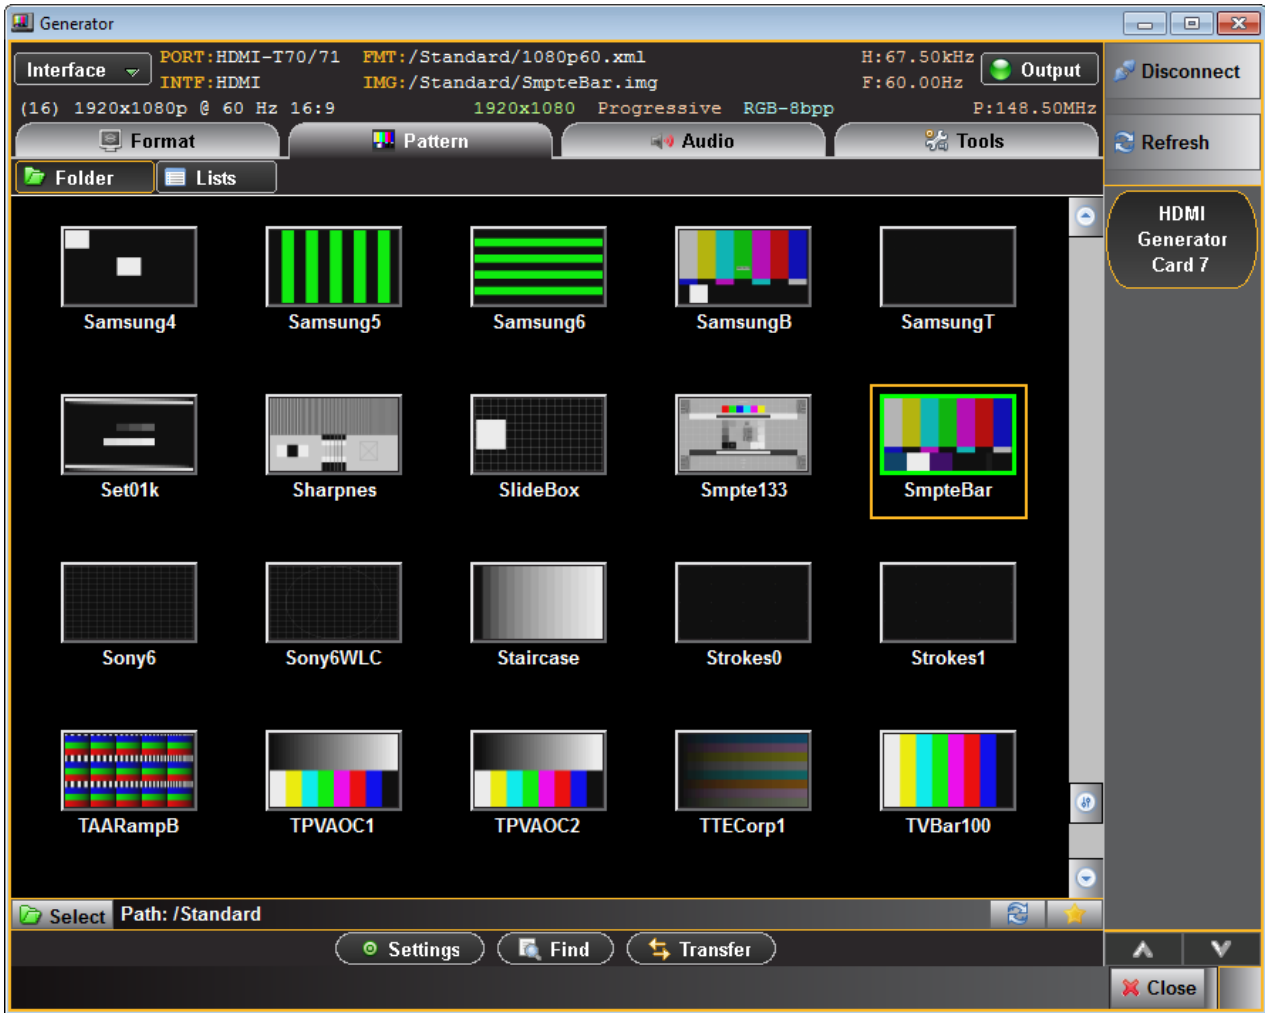 Generator
Interface
PORT:HDMI-T70/71 FMT:/Standard/1080p60.xml H:67.50kHz
INTF:HDMI IMG:/Standard/SmpteBar.img F:60.00Hz
Output
(16) 1920x1080p @ 60 Hz 16:9 1920x1080 Progressive RGB-8bpp P:148.50MHz
Disconnect
Refresh
Format Pattern Audio Tools
Folder Lists
HDMI
Generator
Card 7
Samsung4 Samsung5 Samsung6 SamsungB SamsungT
Set01k Sharpnes SlideBox Smpte133 SmpteBar
Sony6 Sony6WLC Staircase Strokes0 Strokes1
TAARampB TPVAOC1 TPVAOC2 TTECorp1 TVBar100
Select Path: /Standard
Settings Find Transfer
Close